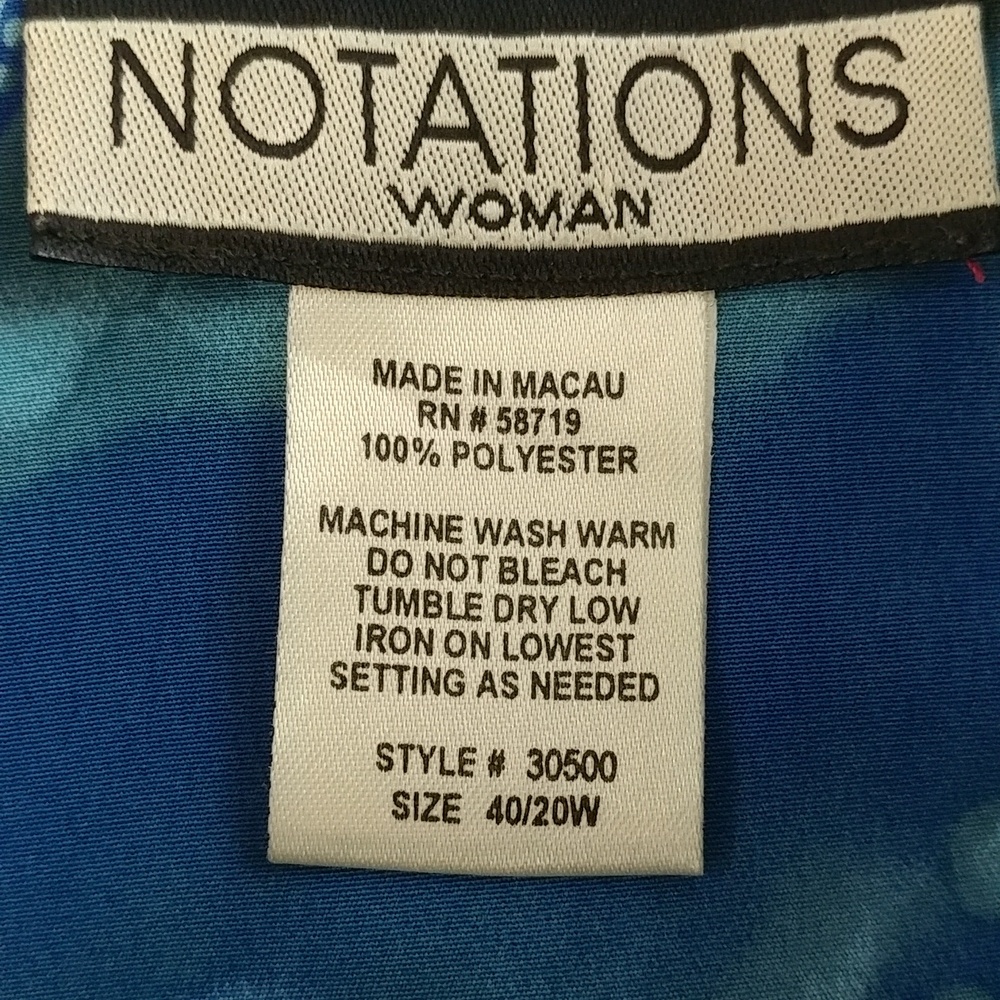 NOTATIONS
WOMAN
MADE IN MACAU
RN # 58719
100% POLYESTER
MACHINE WASH WARM
DO NOT BLEACH
TUMBLE DRY LOW
IRON ON LOWEST
SETTING AS NEEDED
STYLE # 30500
SIZE 40/20W